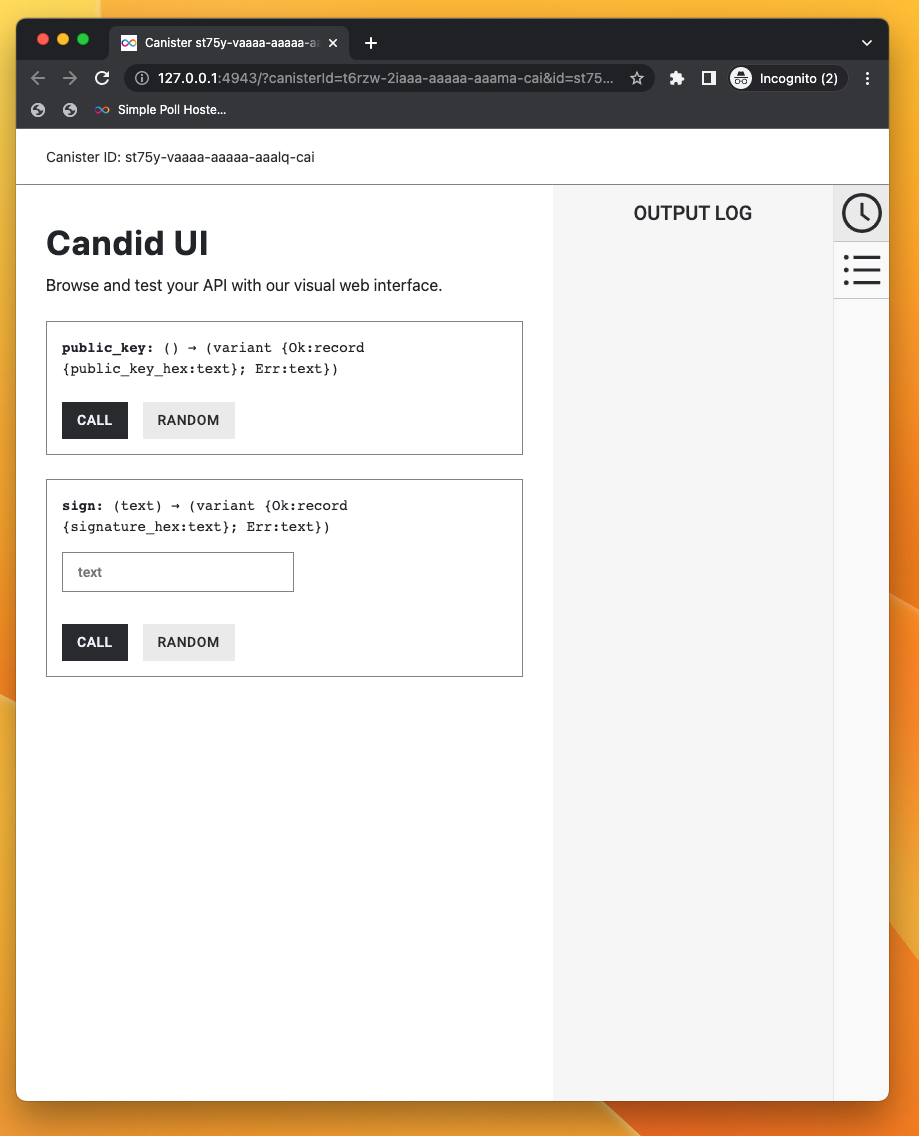 Canister st75y-vaaaa-aaaaa-aa
127.0.0.1:4943/?canisterId=t6rzw-2iaaa-aaaaa-aaama-cai&id=st75...
Incognito (2)
Simple Poll Hoste...
Canister ID: st75y-vaaaa-aaaaa-aaalq-cai
OUTPUT LOG
Candid UI
Browse and test your API with our visual web interface.
public_key: () → (variant {Ok:record
{public_key_hex:text}; Err:text})
CALL RANDOM
sign: (text) → (variant {Ok:record
{signature_hex:text}; Err:text})
text
CALL RANDOM